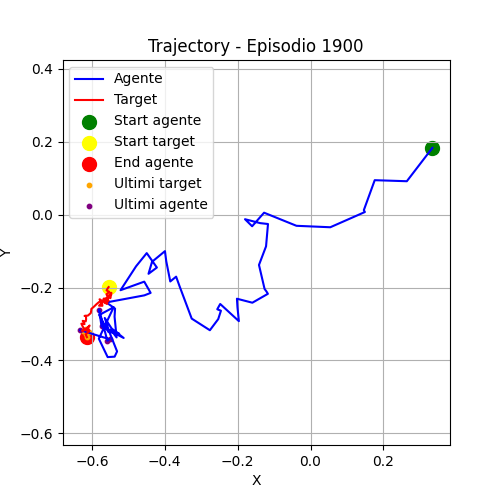 Trajectory - Episodio 1900
Agente
Target
Start agente
Start target
End agente
Ultimi target
Ultimi agente
0.4
0.2
0.0
−0.2
−0.4
−0.6
Y
−0.6
−0.4
−0.2
0.0
0.2
X